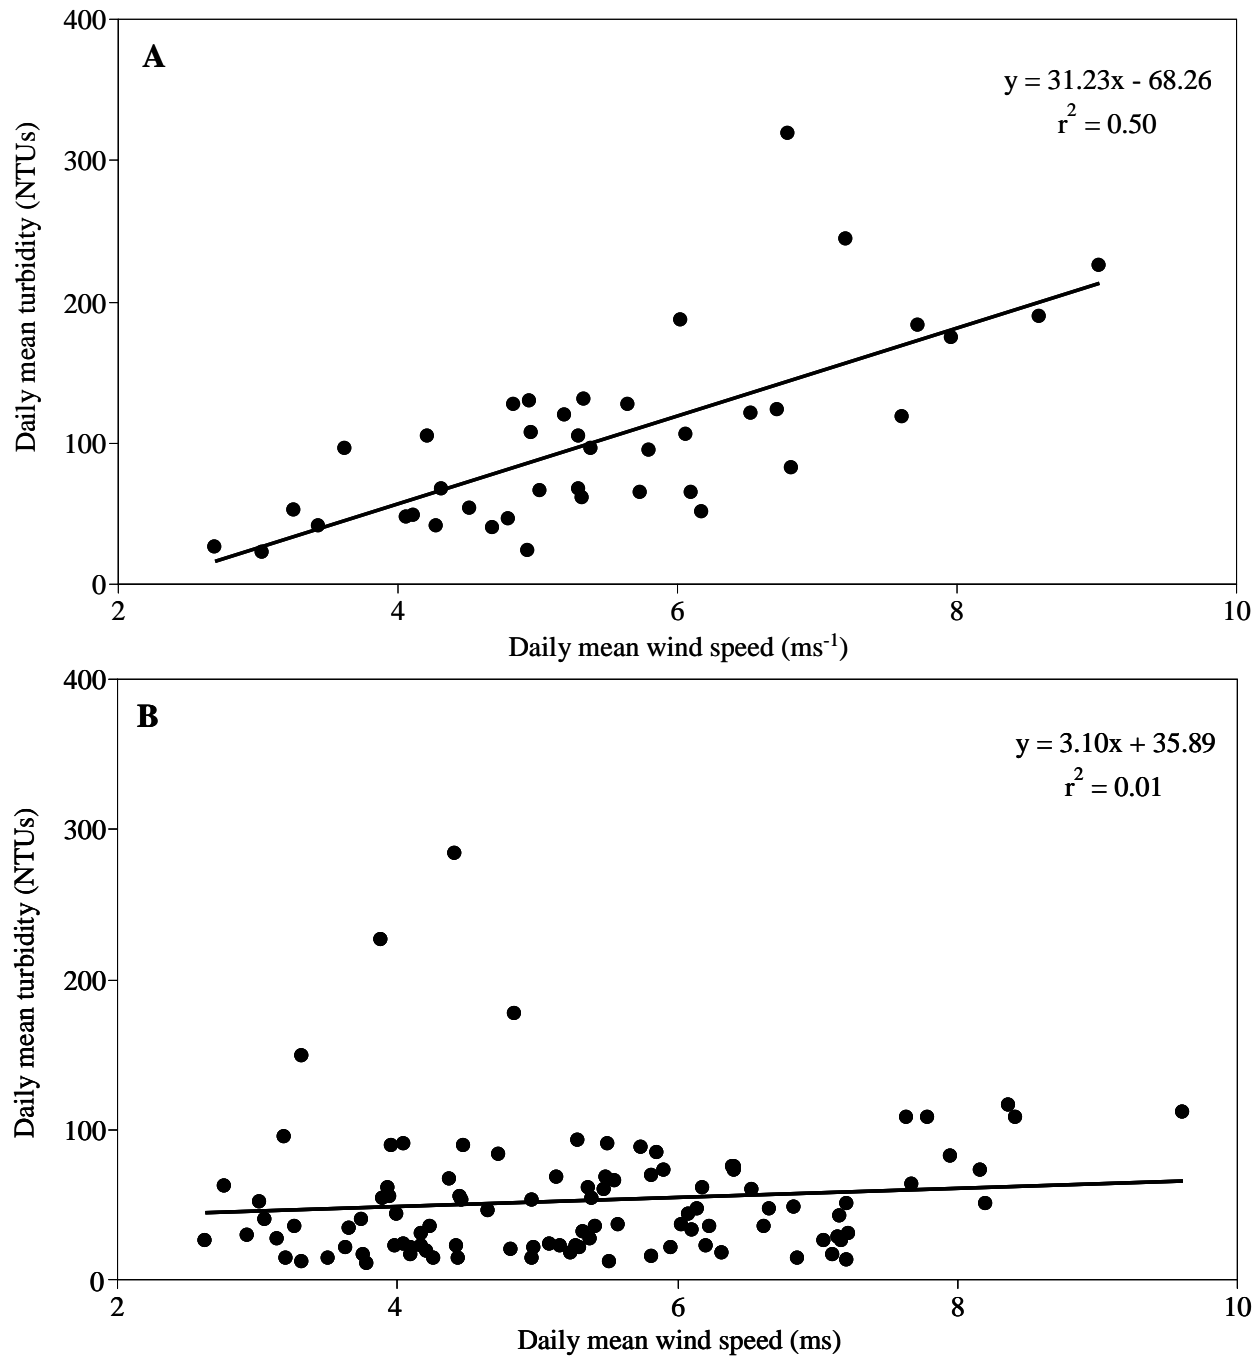 400
A
y = 31.23x - 68.26
r² = 0.50
300
200
100
0
2 4 6 8 10
Daily mean turbidity (NTUs)
Daily mean wind speed (ms⁻¹)
400
B
y = 3.10x + 35.89
r² = 0.01
300
200
100
0
2 4 6 8 10
Daily mean turbidity (NTUs)
Daily mean wind speed (ms)